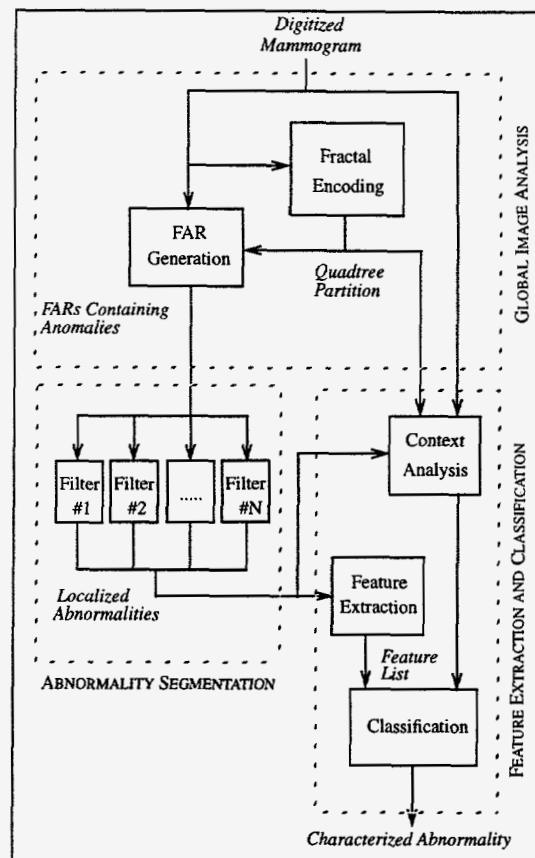 Digitized
Mammogram
Fractal
Encoding
FAR
Generation
Quadtree
Partition
FARs Containing
Anomalies
GLOBAL IMAGE ANALYSIS
Filter
#1
Filter
#2
.....
Filter
#N
Context
Analysis
Localized
Abnormalities
Feature
Extraction
Feature
List
ABNORMALITY SEGMENTATION
Classification
FEATURE EXTRACTION AND CLASSIFICATION
Characterized Abnormality